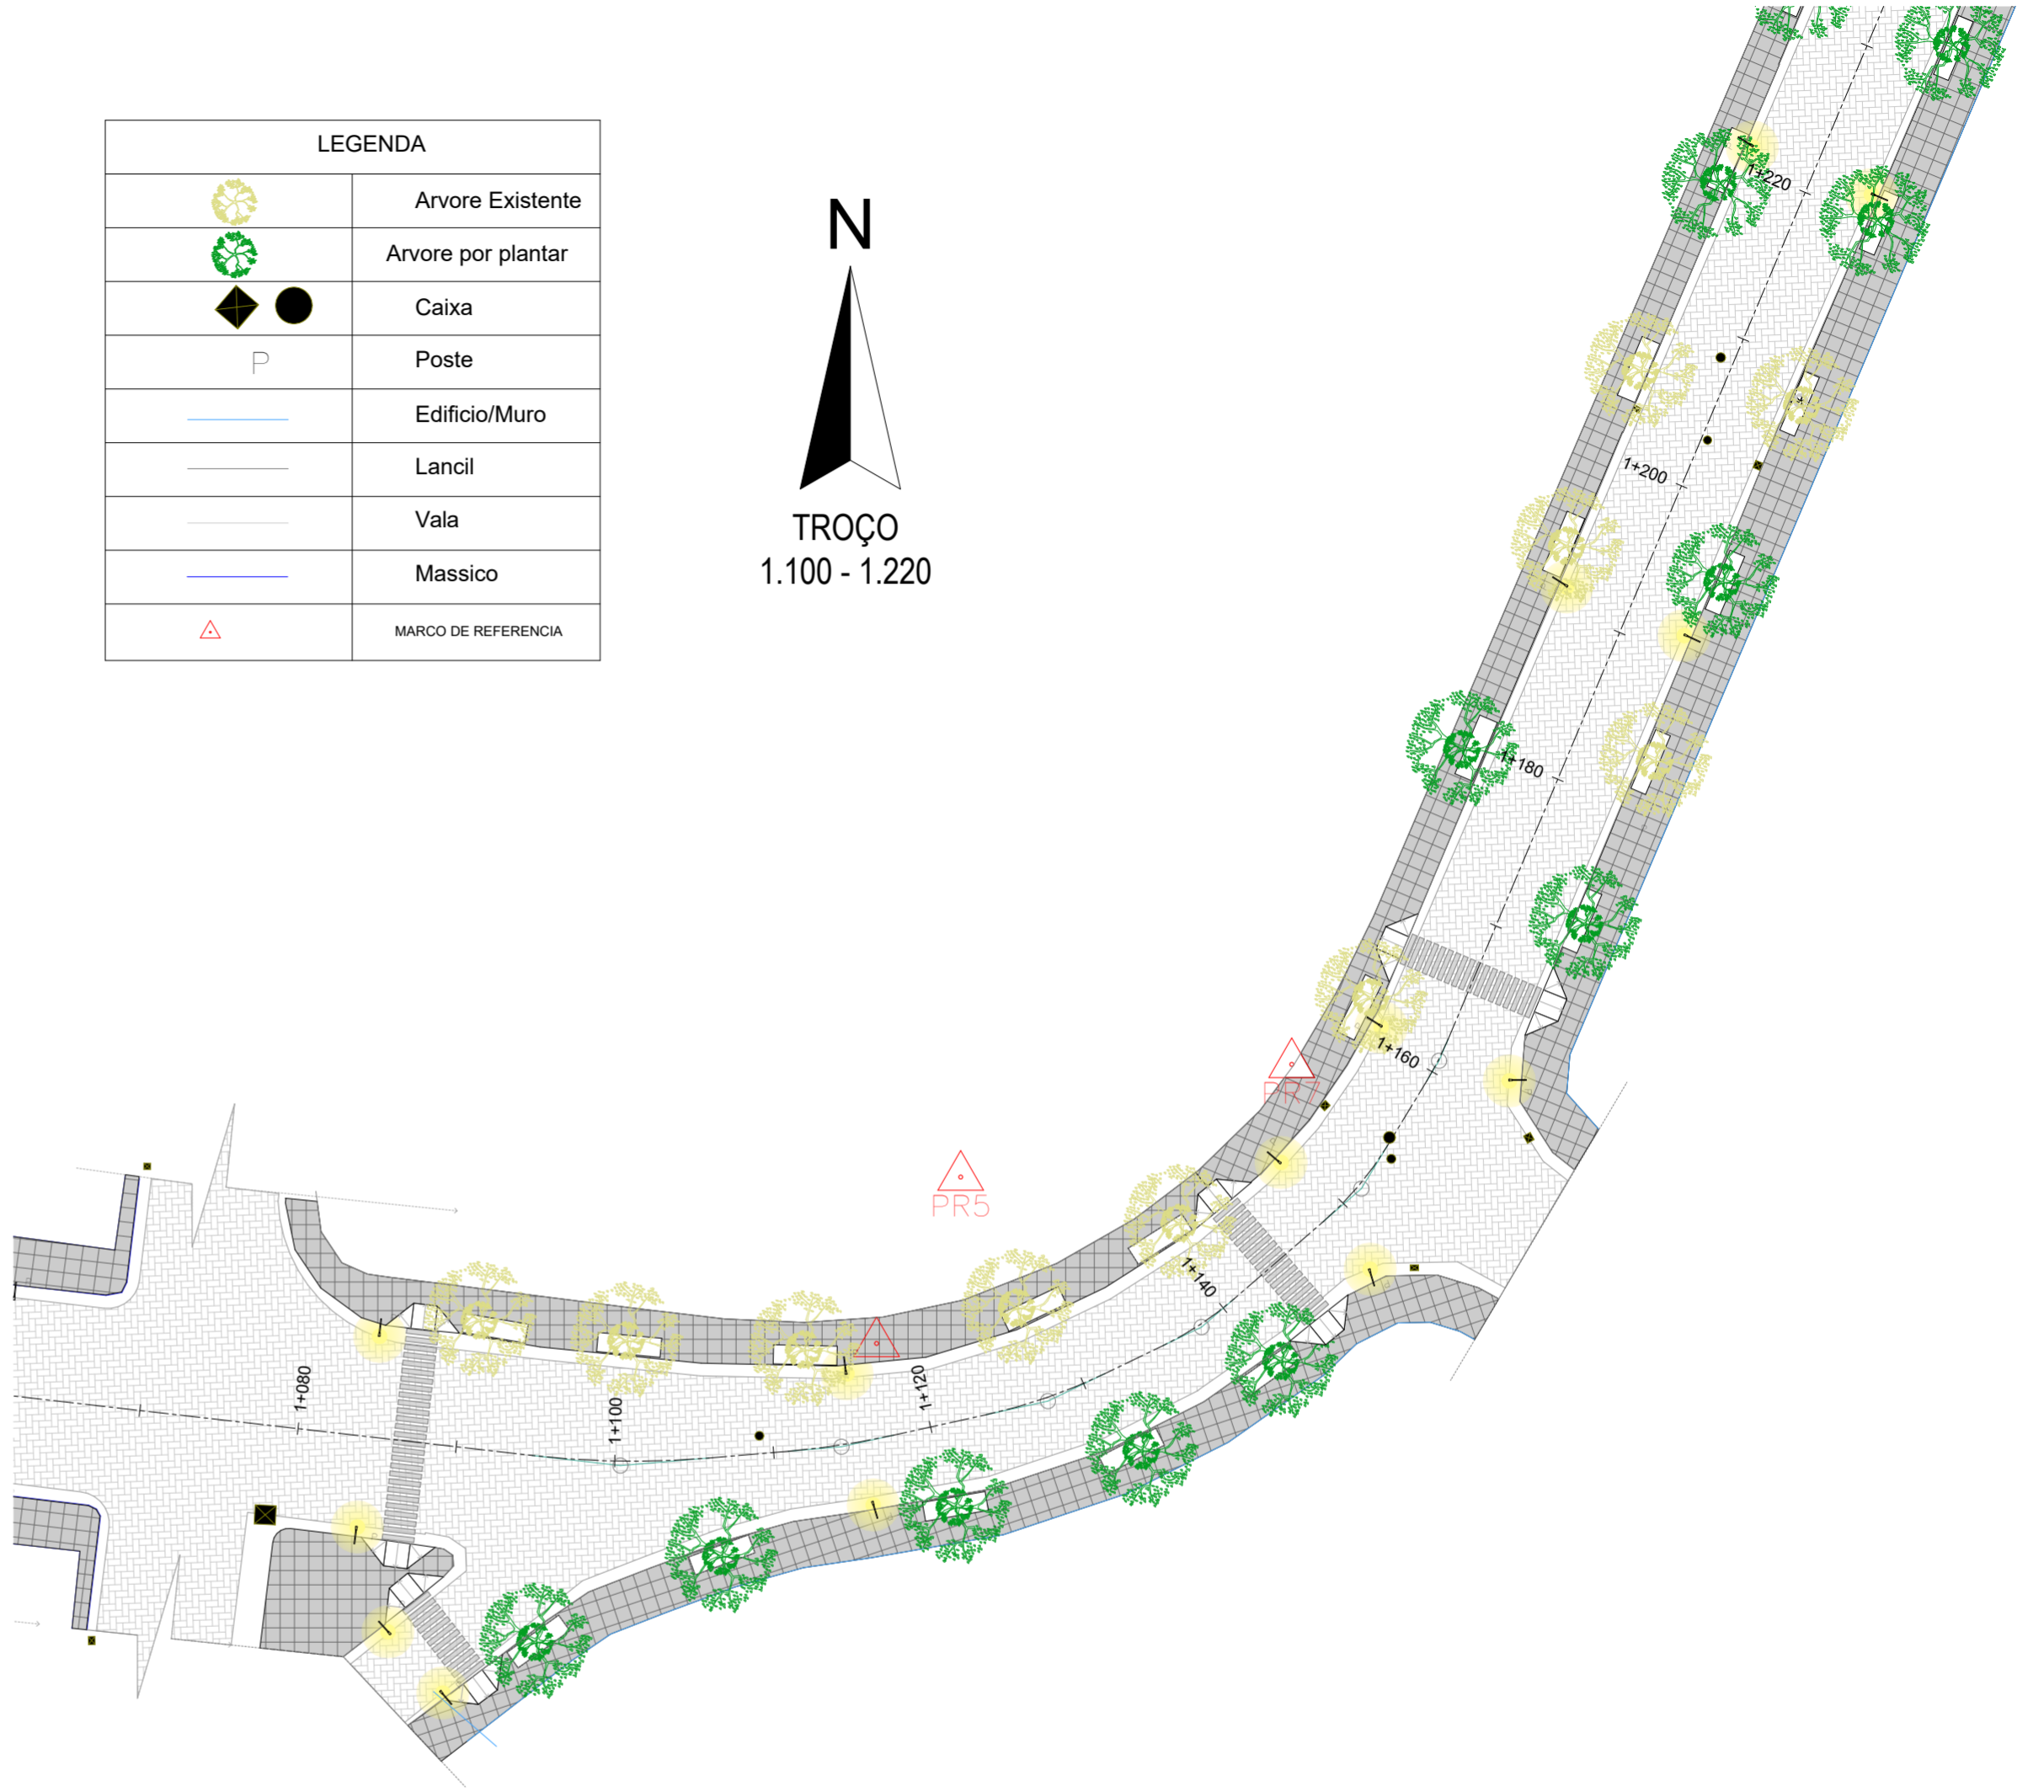 LEGENDA
Arvore Existente
Arvore por plantar
Caixa
P
Poste
Edificio/Muro
Lancil
Vala
Massico
MARCO DE REFERENCIA
N
TROÇO
1.100 - 1.220
1+220
1+200
1+180
1+160
PR7
PR5
1+140
1+120
1+100
1+080